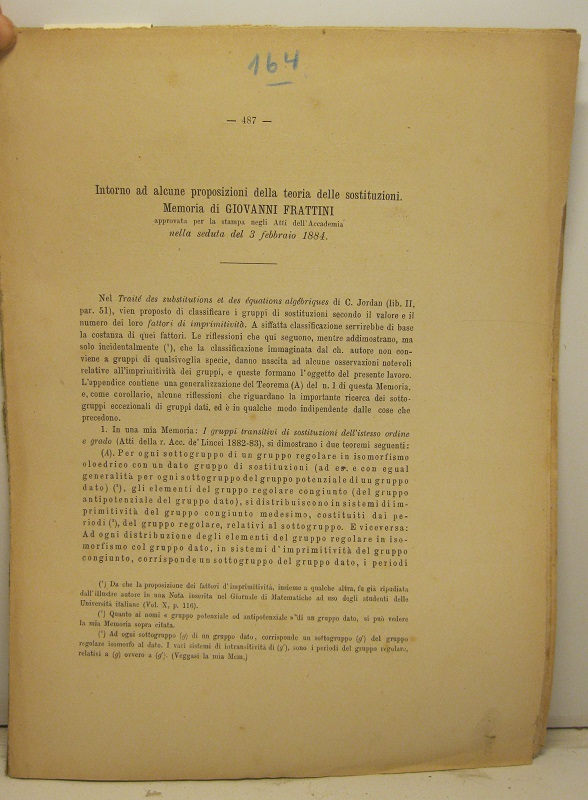 164
— 487 —
Intorno ad alcune proposizioni della teoria delle sostituzioni.
Memoria di GIOVANNI FRATTINI
approvata per la stampa negli Atti dell'Accademia
nella seduta del 3 febbraio 1884.
Nel Traité des substitutions et des équations algébriques di C. Jordan (lib. II,
par. 51), vien proposto di classificare i gruppi di sostituzioni secondo il valore e il
numero dei loro fattori di imprimitività. A siffatta classificazione servirebbe di base
la costanza di quei fattori. Le riflessioni che qui seguono, mentre addimostrano, ma
solo incidentalmente (¹), che la classificazione immaginata dal ch. autore non con-
viene a gruppi di qualsivoglia specie, danno nascita ad alcune osservazioni notevoli
relative all'imprimitività dei gruppi, e queste formano l'oggetto del presente lavoro.
L'appendice contiene una generalizzazione del Teorema (A) del n. 1 di questa Memoria,
e, come corollario, alcune riflessioni che riguardano la importante ricerca dei sotto-
gruppi eccezionali di gruppi dati, ed è in qualche modo indipendente dalle cose che
precedono.
1. In una mia Memoria: I gruppi transitivi di sostituzioni dell'istesso ordine
e grado (Atti della r. Acc. de' Lincei 1882-83), si dimostrano i due teoremi seguenti:
(A). Per ogni sottogruppo di un gruppo regolare in isomorfismo
oloedrico con un dato gruppo di sostituzioni (ad es. e con egual
generalità per ogni sottogruppo del gruppo potenziale di un gruppo
dato) (²), gli elementi del gruppo regolare congiunto (del gruppo
antipotenziale del gruppo dato), si distribuiscono in sistemi di im-
primitività del gruppo congiunto medesimo, costituiti dai pe-
riodi (³), del gruppo regolare, relativi al sottogruppo. E viceversa:
Ad ogni distribuzione degli elementi del gruppo regolare in iso-
morfismo col gruppo dato, in sistemi d'imprimitività del gruppo
congiunto, corrisponde un sottogruppo del gruppo dato, i periodi
(¹) Da che la proposizione dei fattori d'imprimitività, insieme a qualche altra, fu già ripudiata
dall'illustre autore in una Nota inserita nel Giornale di Matematiche ad uso degli studenti delle
Università italiane (Vol. X, p. 116).
(²) Quanto ai nomi « gruppo potenziale ed antipotenziale » di un gruppo dato, si può vedere
la mia Memoria sopra citata.
(³) Ad ogni sottogruppo (g) di un gruppo dato, corrisponde un sottogruppo (g') del gruppo
regolare isomorfo al dato. I vari sistemi di intransitività di (g'), sono i periodi del gruppo regolare,
relativi a (g) ovvero a (g'). (Veggasi la mia Mem.)